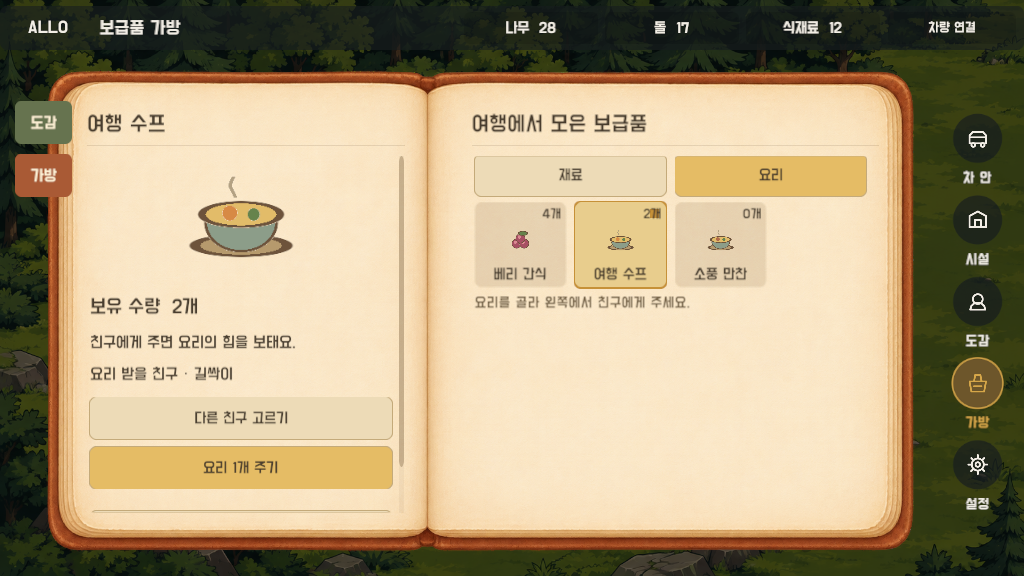 ALLO 보급품 가방 나무 28 돌 17 식재료 12 차량 연결
도감
가방
여행 수프
보유 수량 2개
친구에게 주면 요리의 힘을 보태요.
요리 받을 친구 · 길싹이
다른 친구 고르기
요리 1개 주기
여행에서 모은 보급품
재료 요리
4개 2개 0개
베리 간식 여행 수프 소풍 만찬
요리를 골라 왼쪽에서 친구에게 주세요.
차 안
시설
도감
가방
설정